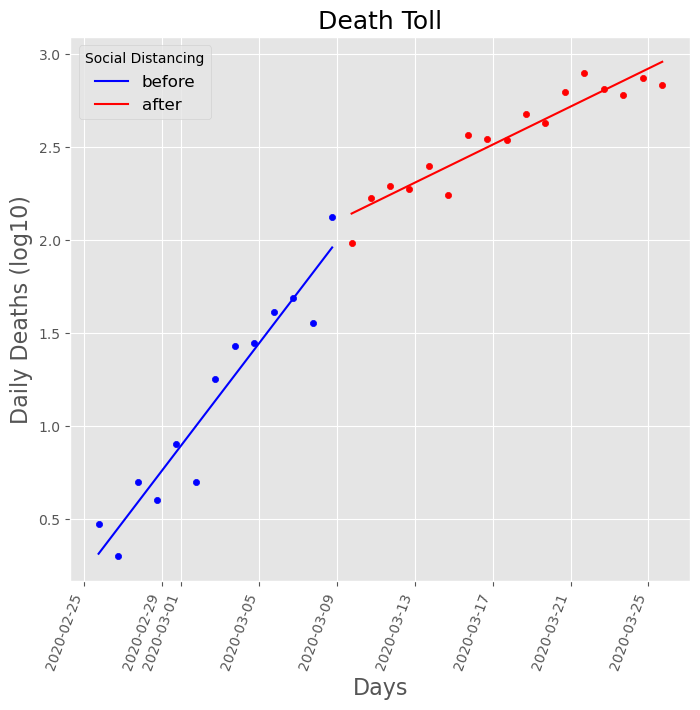 Death Toll
Social Distancing
before
after
3.0
2.5
2.0
1.5
1.0
0.5
Daily Deaths (log10)
2020-02-25
2020-02-29
2020-03-01
2020-03-05
2020-03-09
2020-03-13
2020-03-17
2020-03-21
2020-03-25
Days